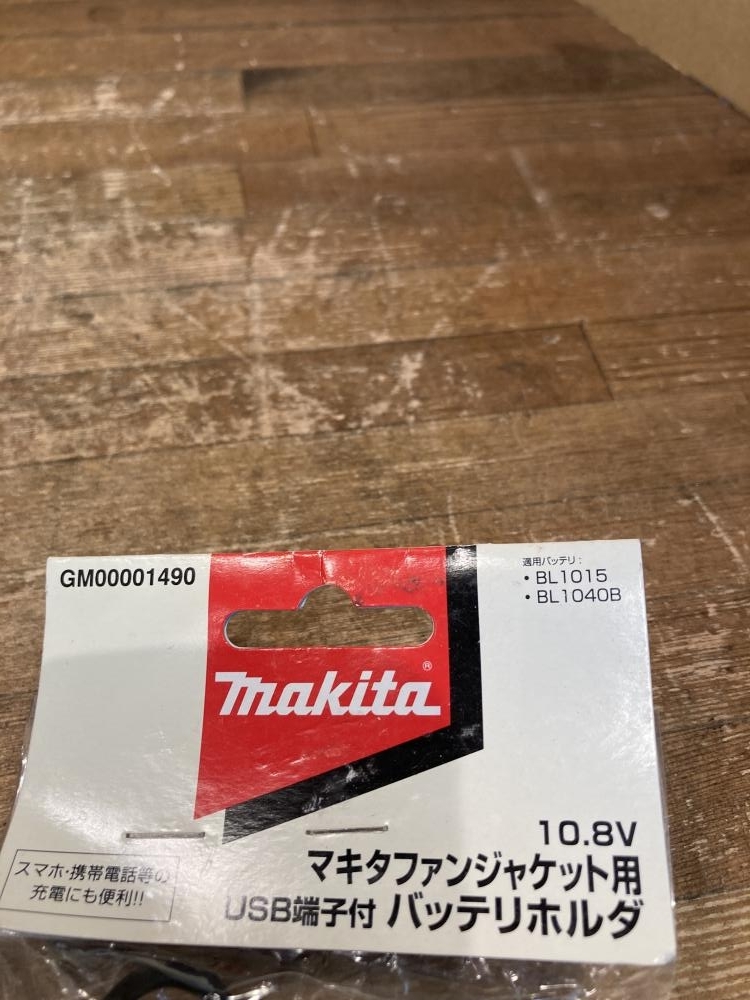 GM00001490
適用バッテリ:
・BL1015
・BL1040B
makita®
10.8V
マキタファンジャケット用
USB端子付 バッテリホルダ
スマホ・携帯電話等の
充電にも便利!!